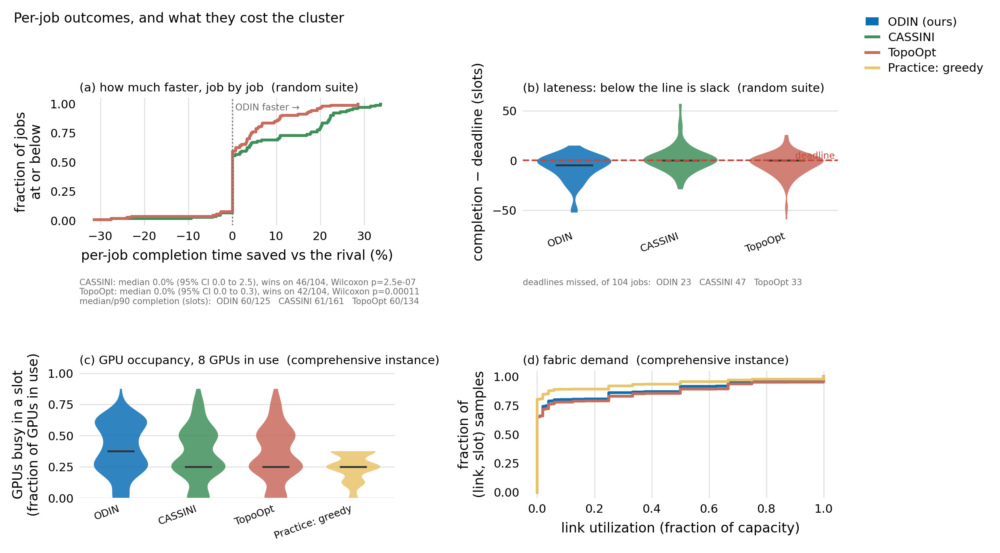 Per-job outcomes, and what they cost the cluster
ODIN (ours)
CASSINI
TopoOpt
Practice: greedy
(a) how much faster, job by job  (random suite)
fraction of jobs
at or below
1.00
0.75
0.50
0.25
0.00
ODIN faster →
−30
−20
−10
0
10
20
30
per-job completion time saved vs the rival (%)
CASSINI: median 0.0% (95% CI 0.0 to 2.5), wins on 46/104, Wilcoxon p=2.5e-07
TopoOpt: median 0.0% (95% CI 0.0 to 0.3), wins on 42/104, Wilcoxon p=0.00011
median/p90 completion (slots):  ODIN 60/125   CASSINI 61/161   TopoOpt 60/134
(b) lateness: below the line is slack  (random suite)
completion − deadline (slots)
50
0
−50
deadline
ODIN
CASSINI
TopoOpt
deadlines missed, of 104 jobs:  ODIN 23   CASSINI 47   TopoOpt 33
(c) GPU occupancy, 8 GPUs in use  (comprehensive instance)
GPUs busy in a slot
(fraction of GPUs in use)
1.00
0.75
0.50
0.25
0.00
ODIN
CASSINI
TopoOpt
Practice: greedy
(d) fabric demand  (comprehensive instance)
fraction of
(link, slot) samples
1.00
0.75
0.50
0.25
0.00
0.0
0.2
0.4
0.6
0.8
1.0
link utilization (fraction of capacity)